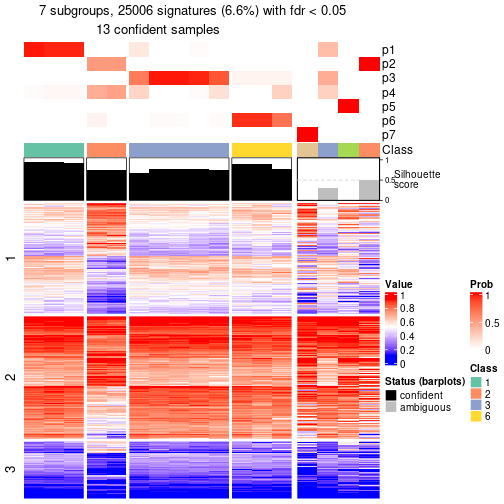 7 subgroups, 25006 signatures (6.6%) with fdr < 0.05
13 confident samples
p1
p2
p3
p4
p5
p6
p7
Class
1
0.5
0
Silhouette
score
1
2
3
Value
1
0.8
0.6
0.4
0.2
0
Status (barplots)
confident
ambiguous
Prob
1
0.5
0
Class
1
2
3
6